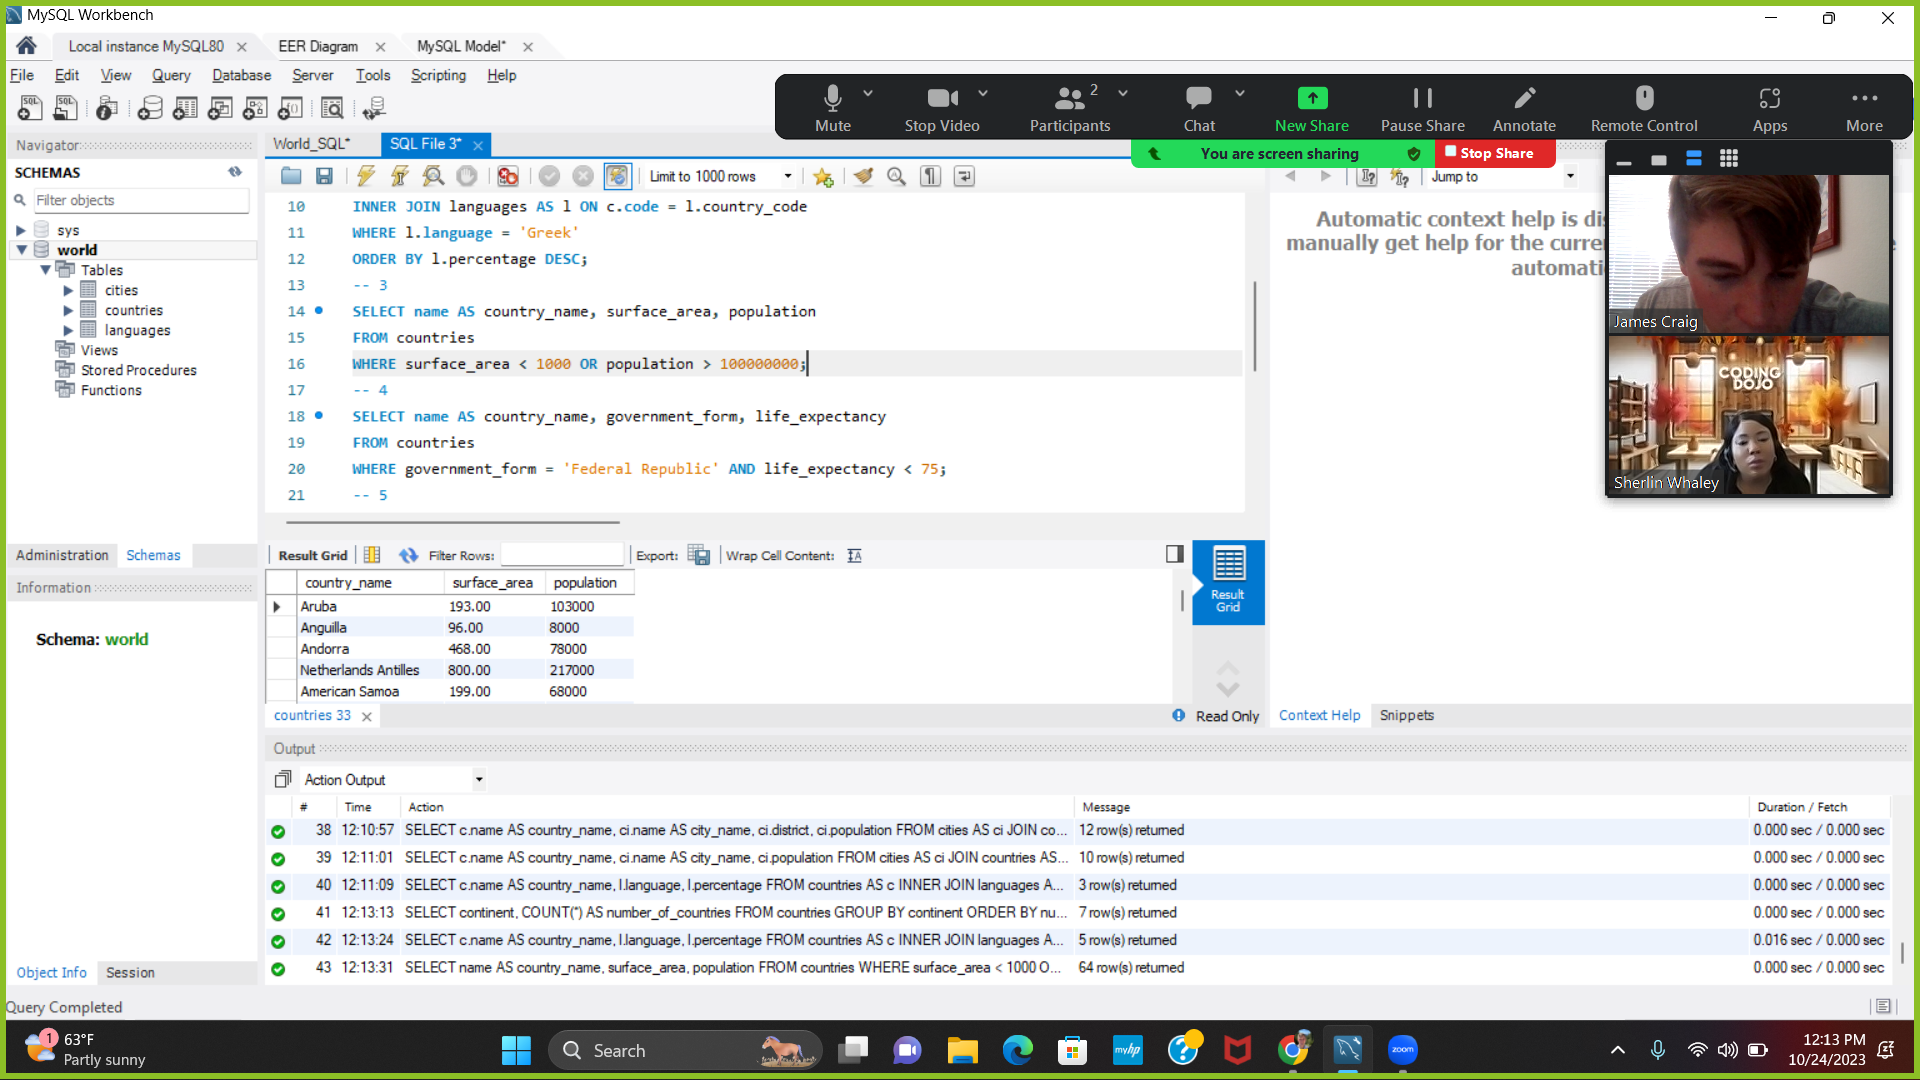 MySQL Workbench
Local instance MySQL80
EER Diagram
MySQL Model*
File Edit View Query Database Server Tools Scripting Help
Mute
Stop Video
2
Participants
Chat
New Share
Pause Share
Annotate
Remote Control
Apps
More
You are screen sharing
Stop Share
Navigator
World_SQL*
SQL File 3*
SCHEMAS
Filter objects
sys
world
Tables
cities
countries
languages
Views
Stored Procedures
Functions
Limit to 1000 rows
Jump to
10 INNER JOIN languages AS l ON c.code = l.country_code
11 WHERE l.language = 'Greek'
12 ORDER BY l.percentage DESC;
13 -- 3
14 SELECT name AS country_name, surface_area, population
15 FROM countries
16 WHERE surface_area < 1000 OR population > 100000000;
17 -- 4
18 SELECT name AS country_name, government_form, life_expectancy
19 FROM countries
20 WHERE government_form = 'Federal Republic' AND life_expectancy < 75;
21 -- 5
Automatic context help is
manually get help for the
James Craig
CODING
DOJO
Sherlin Whaley
Administration Schemas
Information
Schema: world
Result Grid
Filter Rows:
Export:
Wrap Cell Content:
country_name surface_area population
Aruba 193.00 103000
Anguilla 96.00 8000
Andorra 468.00 78000
Netherlands Antilles 800.00 217000
American Samoa 199.00 68000
Result
Grid
countries 33
Read Only
Context Help Snippets
Output
Action Output
# Time Action Message Duration / Fetch
38 12:10:57 SELECT c.name AS country_name, ci.name AS city_name, ci.district, ci.population FROM cities AS ci JOIN co... 12 row(s) returned 0.000 sec / 0.000 sec
39 12:11:01 SELECT c.name AS country_name, ci.name AS city_name, ci.population FROM cities AS ci JOIN countries AS... 10 row(s) returned 0.000 sec / 0.000 sec
40 12:11:09 SELECT c.name AS country_name, l.language, l.percentage FROM countries AS c INNER JOIN languages A... 3 row(s) returned 0.000 sec / 0.000 sec
41 12:13:13 SELECT continent, COUNT(*) AS number_of_countries FROM countries GROUP BY continent ORDER BY nu... 7 row(s) returned 0.000 sec / 0.000 sec
42 12:13:24 SELECT c.name AS country_name, l.language, l.percentage FROM countries AS c INNER JOIN languages A... 5 row(s) returned 0.016 sec / 0.000 sec
43 12:13:31 SELECT name AS country_name, surface_area, population FROM countries WHERE surface_area < 1000 O... 64 row(s) returned 0.000 sec / 0.000 sec
Object Info Session
Query Completed
1
63°F
Partly sunny
Search
myhp
zoom
12:13 PM
10/24/2023